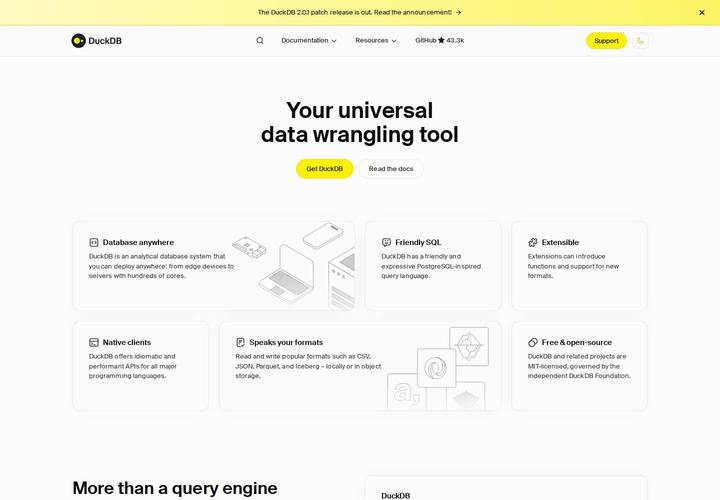 The DuckDB 2.0.1 patch release is out. Read the announcement! →
DuckDB
Documentation
Resources
GitHub ★ 43.3k
Support
Your universal
data wrangling tool
Get DuckDB
Read the docs
Database anywhere
DuckDB is an analytical database system that
you can deploy anywhere: from edge devices to
servers with hundreds of cores.
Friendly SQL
DuckDB has a friendly and
expressive PostgreSQL-inspired
query language.
Extensible
Extensions can introduce
functions and support for new
formats.
Native clients
DuckDB offers idiomatic and
performant APIs for all major
programming languages.
Speaks your formats
Read and write popular formats such as CSV,
JSON, Parquet, and Iceberg – locally or in object
storage.
a,
Free & open-source
DuckDB and related projects are
MIT-licensed, governed by the
independent DuckDB Foundation.
More than a query engine
DuckDB